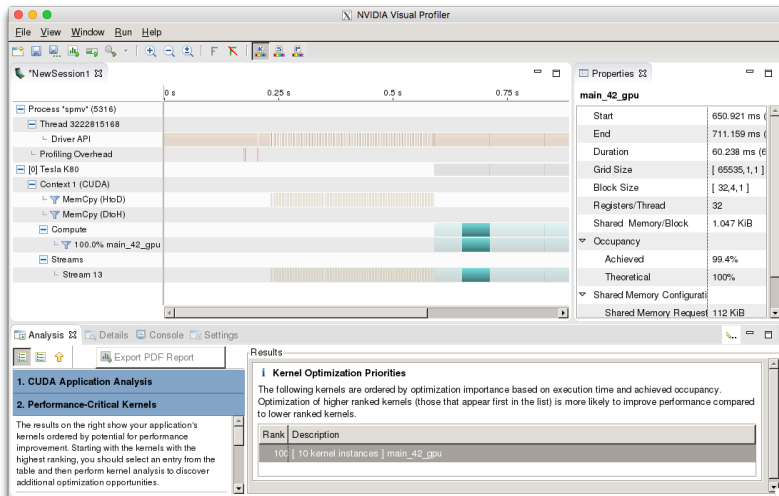 NVIDIA Visual Profiler
File View Window Run Help
*NewSession1
0 s 0.25 s 0.5 s 0.75 s
Process "spmv" (5316)
Thread 3222815168
Driver API
Profiling Overhead
[0] Tesla K80
Context 1 (CUDA)
MemCpy (HtoD)
MemCpy (DtoH)
Compute
100.0% main_42_gpu
Streams
Stream 13
Properties
main_42_gpu
Start 650.921 ms (
End 711.159 ms (
Duration 60.238 ms (6
Grid Size [ 65535,1,1 ]
Block Size [ 32,4,1 ]
Registers/Thread 32
Shared Memory/Block 1.047 KiB
Occupancy
Achieved 99.4%
Theoretical 100%
Shared Memory Configurati
Shared Memory Request 112 KiB
Analysis Details Console Settings
Export PDF Report
1. CUDA Application Analysis
2. Performance-Critical Kernels
The results on the right show your application's
kernels ordered by potential for performance
improvement. Starting with the kernels with the
highest ranking, you should select an entry from the
table and then perform kernel analysis to discover
additional optimization opportunities.
Results
i Kernel Optimization Priorities
The following kernels are ordered by optimization importance based on execution time and achieved occupancy.
Optimization of higher ranked kernels (those that appear first in the list) is more likely to improve performance compared
to lower ranked kernels.
Rank Description
100 [ 10 kernel instances ] main_42_gpu